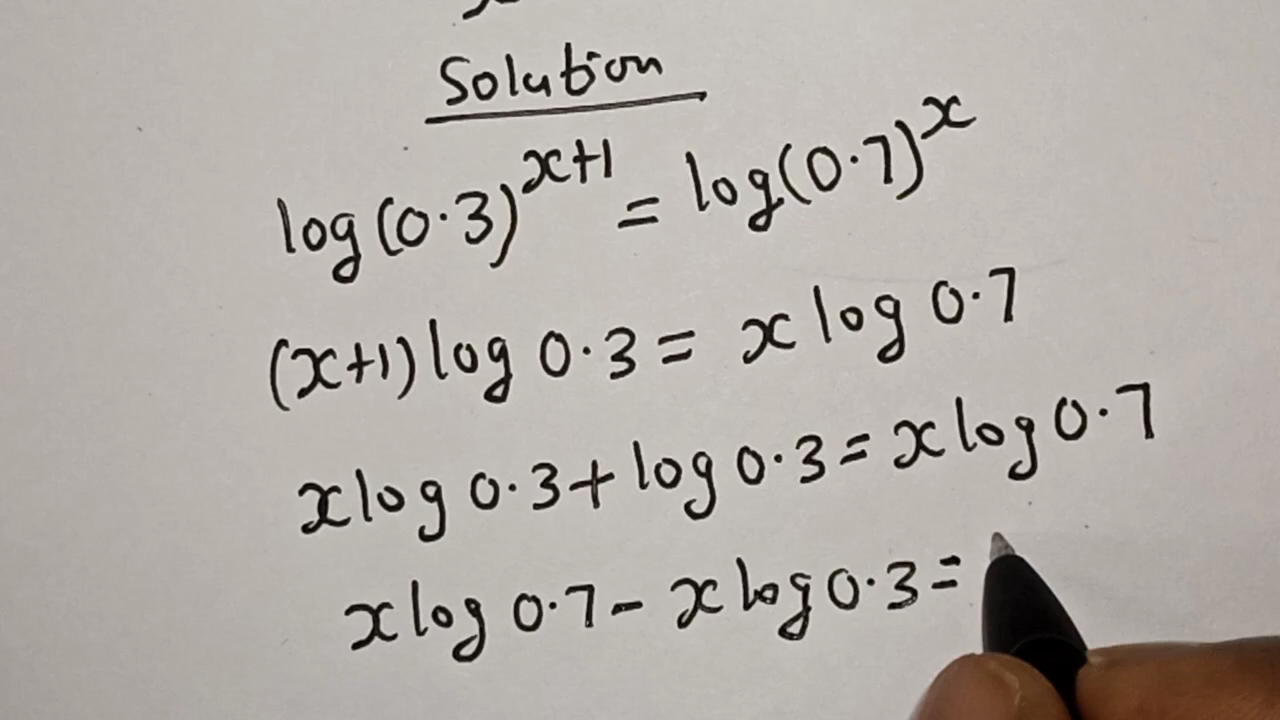 Solution
log(0.3)^{x+1} = log(0.7)^x
(x+1) log 0.3 = x log 0.7
x log 0.3 + log 0.3 = x log 0.7
x log 0.7 - x log 0.3 =